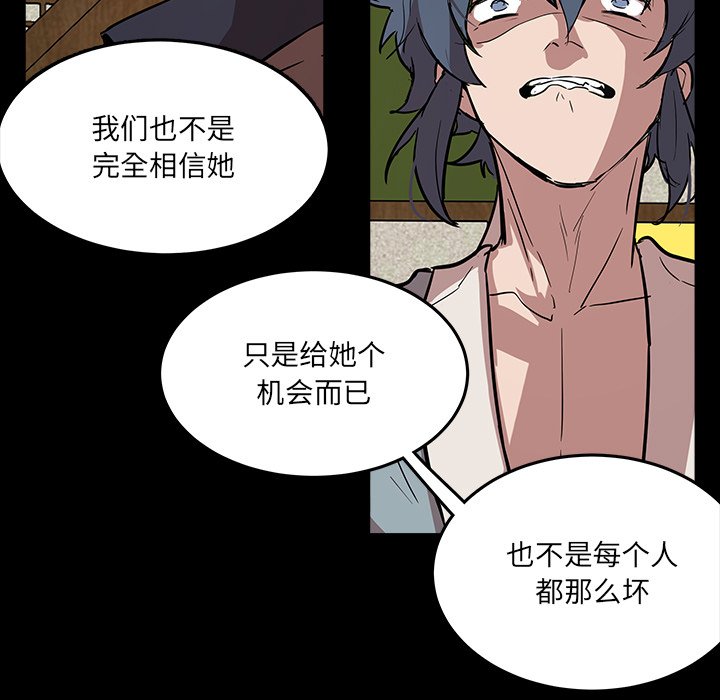 我们也不是
完全相信她
只是给她个
机会而已
也不是每个人
都那么坏